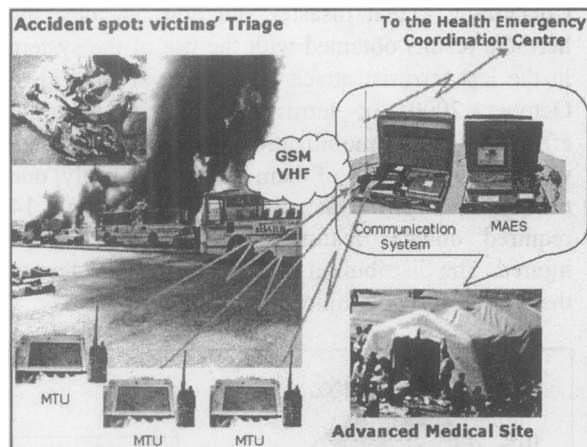 Accident spot: victims' Triage
To the Health Emergency
Coordination Centre
GSM
VHF
Communication
System
MAES
MTU
MTU
MTU
Advanced Medical Site